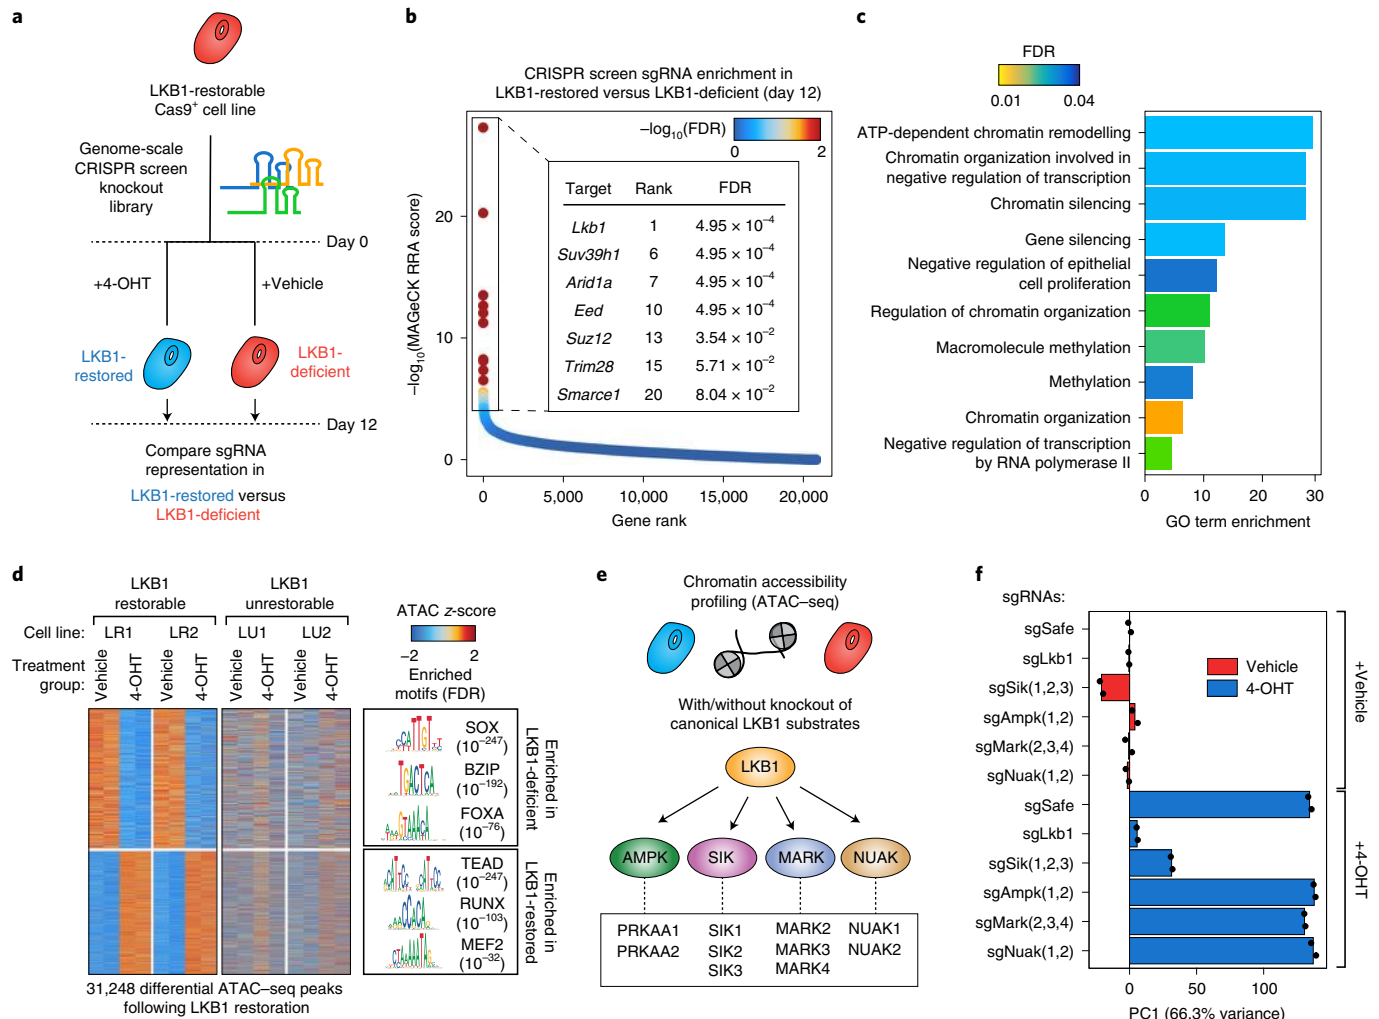 a
LKB1-restorable
Cas9⁺ cell line
Genome-scale
CRISPR screen
knockout
library
Day 0
+4-OHT
+Vehicle
LKB1-
restored
LKB1-
deficient
Day 12
Compare sgRNA
representation in
LKB1-restored versus
LKB1-deficient
b
CRISPR screen sgRNA enrichment in
LKB1-restored versus LKB1-deficient (day 12)
–log₁₀(FDR)
0 2
Target Rank FDR
Lkb1 1 4.95 × 10⁻⁴
Suv39h1 6 4.95 × 10⁻⁴
Arid1a 7 4.95 × 10⁻⁴
Eed 10 4.95 × 10⁻⁴
Suz12 13 3.54 × 10⁻²
Trim28 15 5.71 × 10⁻²
Smarce1 20 8.04 × 10⁻²
–log₁₀(MAGeCK RRA score)
20
10
0
0 5,000 10,000 15,000 20,000
Gene rank
c
FDR
0.01 0.04
ATP-dependent chromatin remodelling
Chromatin organization involved in
negative regulation of transcription
Chromatin silencing
Gene silencing
Negative regulation of epithelial
cell proliferation
Regulation of chromatin organization
Macromolecule methylation
Methylation
Chromatin organization
Negative regulation of transcription
by RNA polymerase II
0 10 20 30
GO term enrichment
d
LKB1
restorable
LKB1
unrestorable
Cell line: LR1 LR2 LU1 LU2
Treatment
group:
Vehicle 4-OHT Vehicle 4-OHT Vehicle 4-OHT Vehicle 4-OHT
ATAC z-score
–2 2
Enriched
motifs (FDR)
SOX
(10⁻²⁴⁷)
BZIP
(10⁻¹⁹²)
FOXA
(10⁻⁷⁶)
Enriched in
LKB1-deficient
TEAD
(10⁻²⁴⁷)
RUNX
(10⁻¹⁰³)
MEF2
(10⁻³²)
Enriched in
LKB1-restored
31,248 differential ATAC–seq peaks
following LKB1 restoration
e
Chromatin accessibility
profiling (ATAC–seq)
With/without knockout of
canonical LKB1 substrates
LKB1
AMPK SIK MARK NUAK
PRKAA1 SIK1 MARK2 NUAK1
PRKAA2 SIK2 MARK3 NUAK2
SIK3 MARK4
f
sgRNAs:
sgSafe
sgLkb1
sgSik(1,2,3)
sgAmpk(1,2)
sgMark(2,3,4)
sgNuak(1,2)
sgSafe
sgLkb1
sgSik(1,2,3)
sgAmpk(1,2)
sgMark(2,3,4)
sgNuak(1,2)
Vehicle
4-OHT
+Vehicle
+4-OHT
0 50 100
PC1 (66.3% variance)